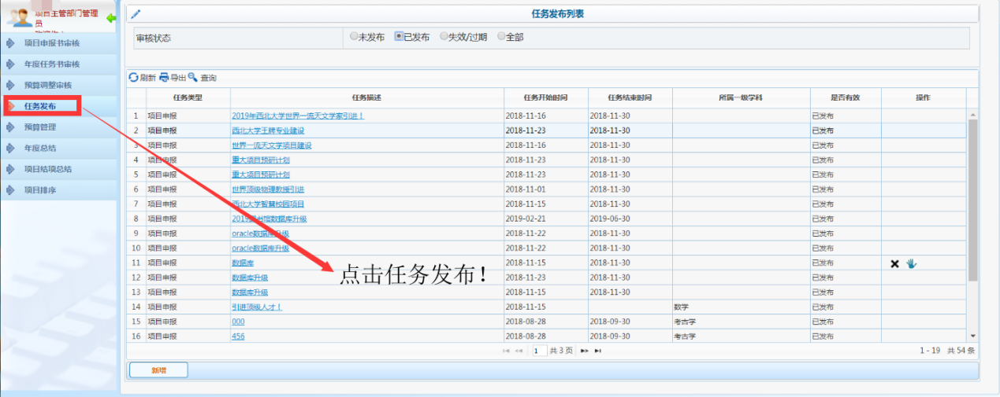 项目主管部门管理
员
项目申报书审核
年度任务书审核
预算调整审核
任务发布
预算管理
年度总结
项目结项总结
项目排序
任务发布列表
审核状态 未发布 已发布 失效/过期 全部
刷新 导出 查询
任务类型 任务描述 任务开始时间 任务结束时间 所属一级学科 是否有效 操作
1 项目申报 2019年西北大学世界一流天文学家引进！ 2018-11-16 2018-11-30 已发布
2 项目申报 西北大学王牌专业建设 2018-11-23 2018-11-30 已发布
3 项目申报 世界一流天文学项目建设 2018-11-16 2018-11-30 已发布
4 项目申报 重大项目预研计划 2018-11-23 2018-11-30 已发布
5 项目申报 重大项目预研计划 2018-11-23 2018-11-30 已发布
6 项目申报 世界顶级物理教授引进 2018-11-01 2018-11-30 已发布
7 项目申报 西北大学智慧校园项目 2018-11-15 2018-11-30 已发布
8 项目申报 2019图书馆数据库升级 2019-02-21 2019-06-30 已发布
9 项目申报 oracle数据库升级 2018-11-22 2018-11-30 已发布
10 项目申报 oracle数据库升级 2018-11-22 2018-11-30 已发布
11 项目申报 数据库 2018-11-15 2018-11-30 已发布
12 项目申报 数据库升级 2018-11-23 2018-11-30 已发布
13 项目申报 数据库升级 2018-11-15 2018-11-30 已发布
14 项目申报 引进顶级人才！ 2018-11-15 数学 已发布
15 项目申报 000 2018-08-28 2018-09-30 考古学 已发布
16 项目申报 456 2018-08-28 2018-09-30 考古学 已发布
点击任务发布！
1 共 3 页 1 - 19 共 54 条
新增